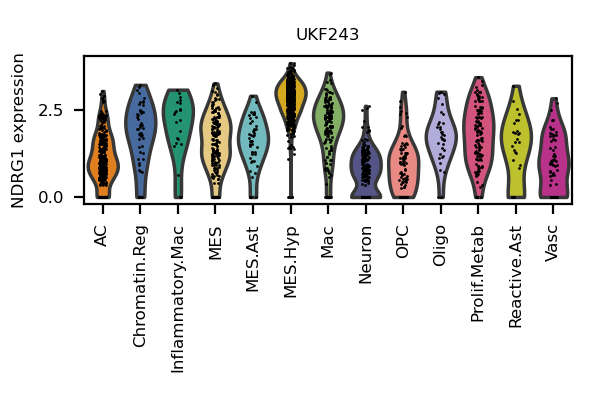 UKF243
NDRG1 expression
2.5
0.0
AC
Chromatin.Reg
Inflammatory.Mac
MES
MES.Ast
MES.Hyp
Mac
Neuron
OPC
Oligo
Prolif.Metab
Reactive.Ast
Vasc